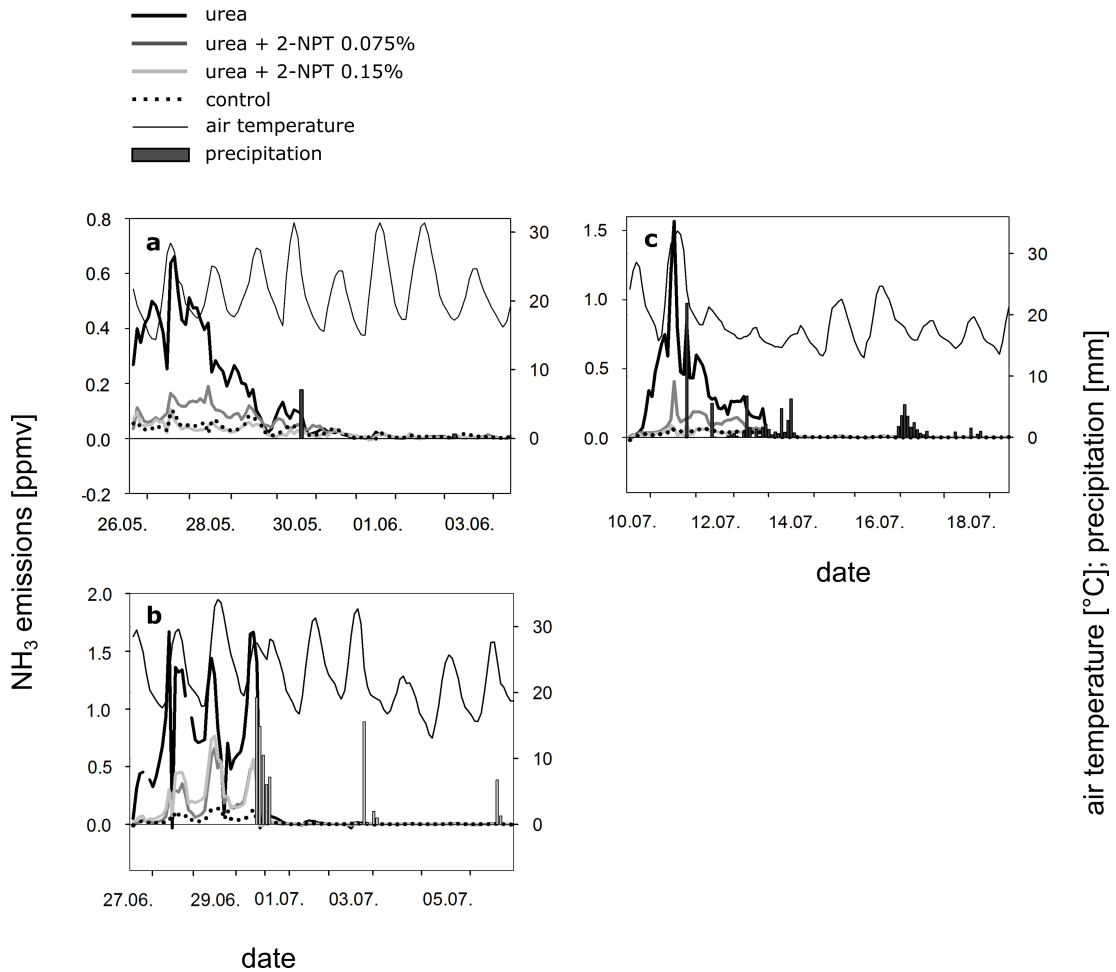 urea
urea + 2-NPT 0.075%
urea + 2-NPT 0.15%
control
air temperature
precipitation
a
0.8
0.6
0.4
0.2
0.0
-0.2
30
20
10
0
26.05. 28.05. 30.05. 01.06. 03.06.
c
1.5
1.0
0.5
0.0
30
20
10
0
10.07. 12.07. 14.07. 16.07. 18.07.
date
b
2.0
1.5
1.0
0.5
0.0
30
20
10
0
27.06. 29.06. 01.07. 03.07. 05.07.
date
NH3 emissions [ppmv]
air temperature [°C]; precipitation [mm]